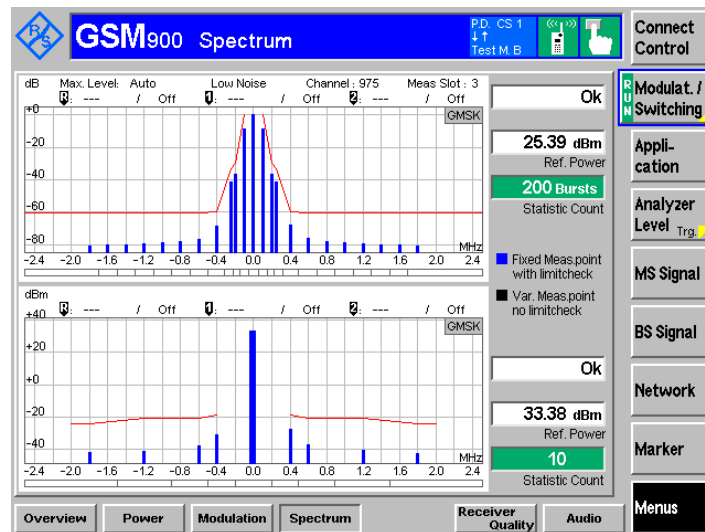 R/S GSM900 Spectrum
P.D. CS 1
Test M. B
Connect Control
dB Max. Level: Auto Low Noise Channel : 975 Meas Slot : 3
R: --- / Off 1: --- / Off 2: --- / Off
+0
GMSK
-20
-40
-60
-80
MHz
-2.4 -2.0 -1.6 -1.2 -0.8 -0.4 0.0 0.4 0.8 1.2 1.6 2.0 2.4
Ok
25.39 dBm
Ref. Power
200 Bursts
Statistic Count
Fixed Meas.point
with limitcheck
Var. Meas.point
no limitcheck
dBm
R: --- / Off 1: --- / Off 2: --- / Off
+40
GMSK
+20
+0
-20
-40
MHz
-2.4 -2.0 -1.6 -1.2 -0.8 -0.4 0.0 0.4 0.8 1.2 1.6 2.0 2.4
Ok
33.38 dBm
Ref. Power
10
Statistic Count
RUN
Modulat. /
Switching
Appli-
cation
Analyzer
Level Trg.
MS Signal
BS Signal
Network
Marker
Menus
Overview Power Modulation Spectrum Receiver Quality Audio